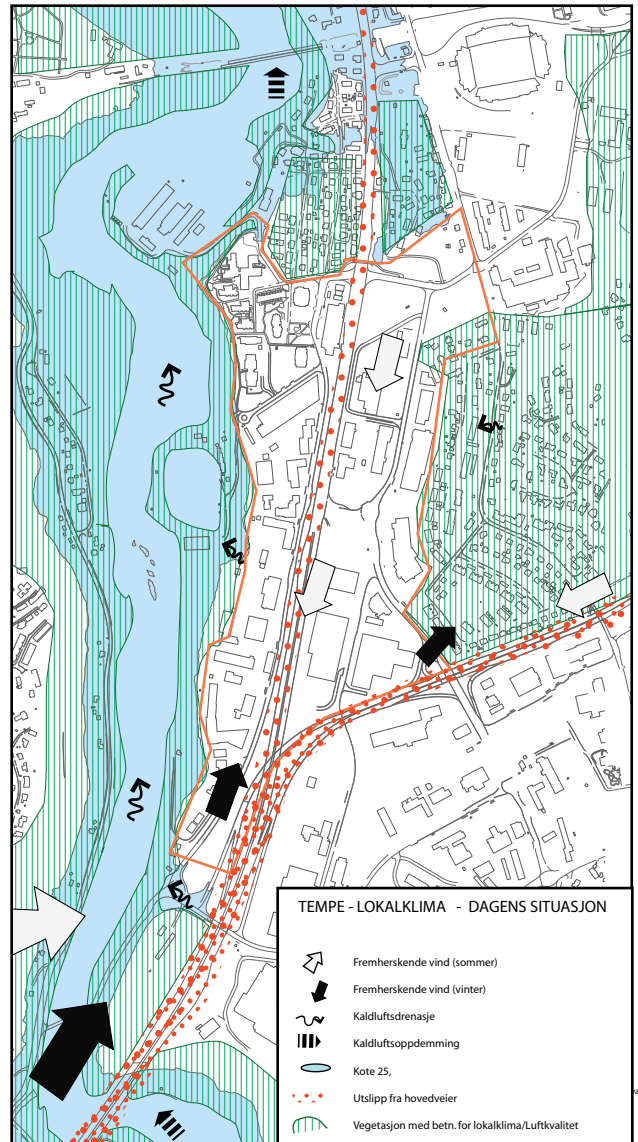 TEMPE - LOKALKLIMA - DAGENS SITUASJON
Fremherskende vind (sommer)
Fremherskende vind (vinter)
Kaldluftsdrenasje
Kaldluftsoppdemming
Kote 25,
Utslipp fra hovedveier
Vegetasjon med betn. for lokalklima/Luftkvalitet